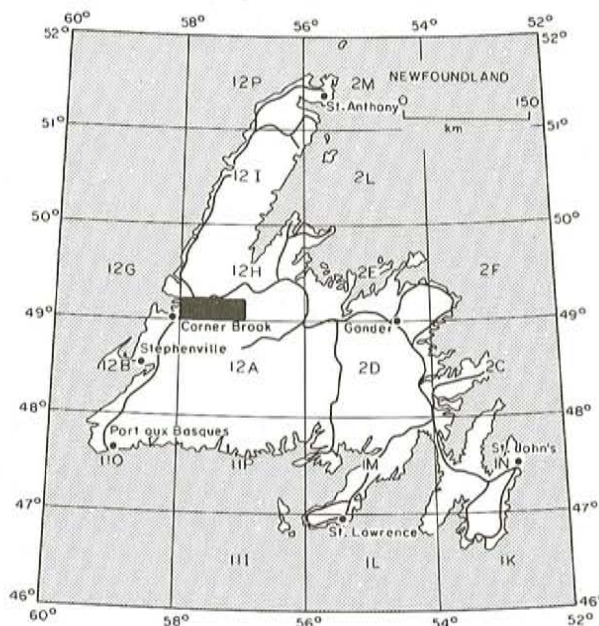 60° 58° 56° 54° 52°
52° 52°
12P 2M NEWFOUNDLAND
St. Anthony 0 150
km
51° 51°
12I 2L
50° 50°
12G 12H 2E 2F
49° 49°
Corner Brook Gander
Stephenville
12B 12A 2D 2C
48° 48°
Port aux Basques St. John's
11O 11P 1M 1N
47° 47°
St. Lawrence
11I 1L 1K
46° 46°
60° 58° 56° 54° 52°